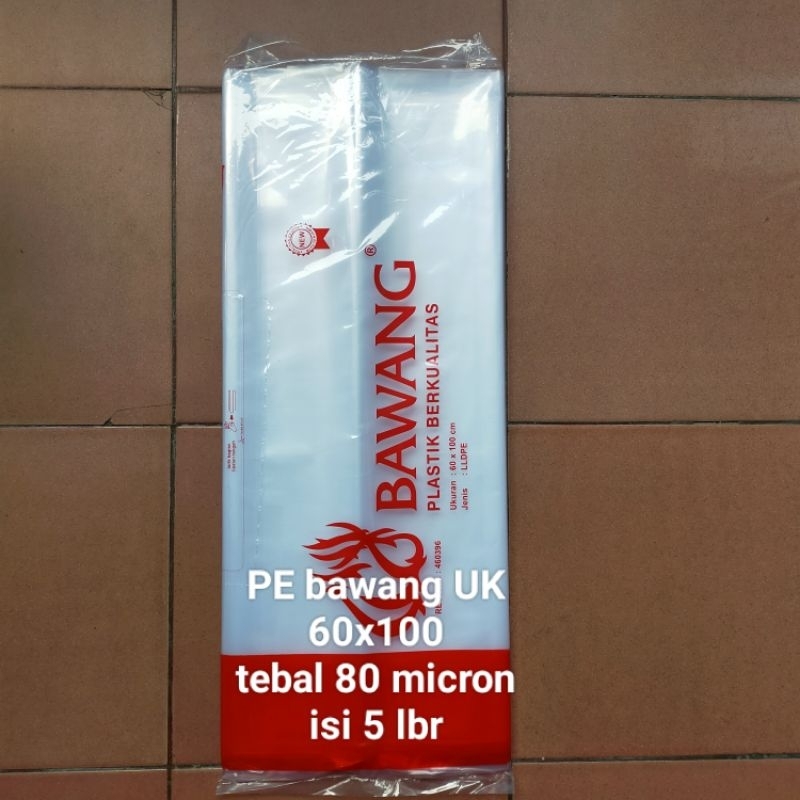 NEW
BAWANG®
PLASTIK BERKUALITAS
Ukuran : 60 x 100 cm
Jenis : LLDPE
: 460396
PE bawang UK
60x100
tebal 80 micron
isi 5 lbr